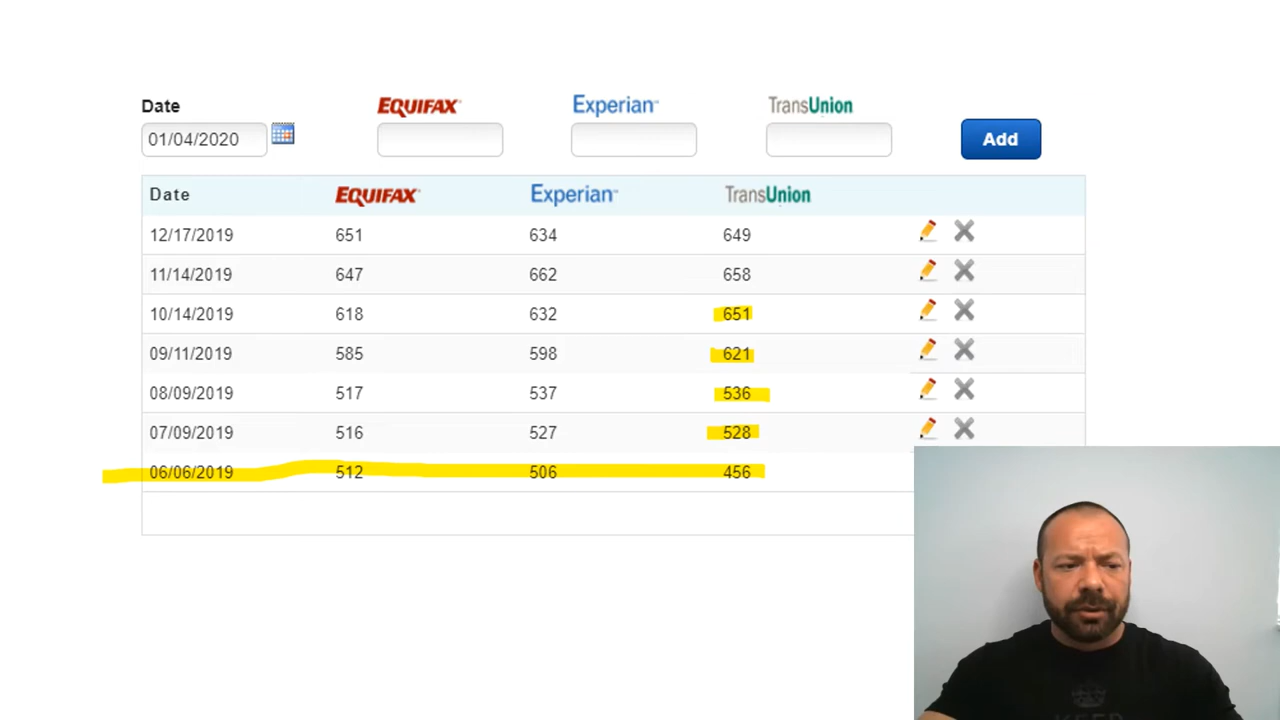 Date EQUIFAX Experian TransUnion
01/04/2020 Add
Date EQUIFAX Experian TransUnion
12/17/2019 651 634 649
11/14/2019 647 662 658
10/14/2019 618 632 651
09/11/2019 585 598 621
08/09/2019 517 537 536
07/09/2019 516 527 528
06/06/2019 512 506 456
KEEP